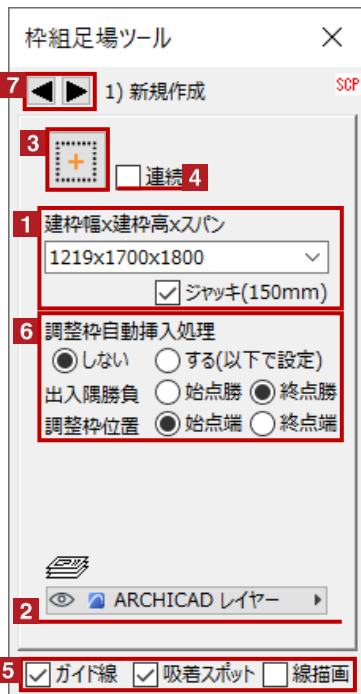 枠組足場ツール
7 1) 新規作成 SCP
3
連続 4
1 建枠幅x建枠高xスパン
1219x1700x1800
ジャッキ(150mm)
6 調整枠自動挿入処理
しない する(以下で設定)
出入隅勝負 始点勝 終点勝
調整枠位置 始点端 終点端
2 ARCHICAD レイヤー
5 ガイド線 吸着スポット 線描画